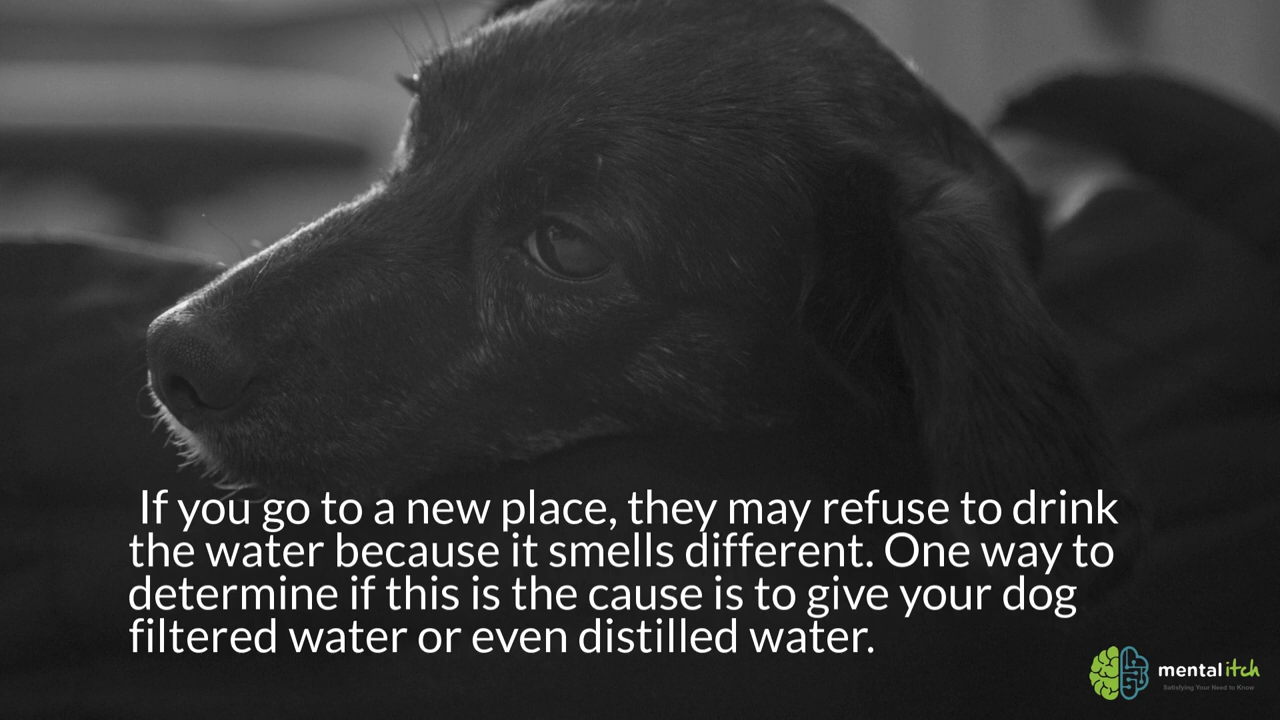 If you go to a new place, they may refuse to drink
the water because it smells different. One way to
determine if this is the cause is to give your dog
filtered water or even distilled water.
mentalitch
Satisfying Your Need to Know